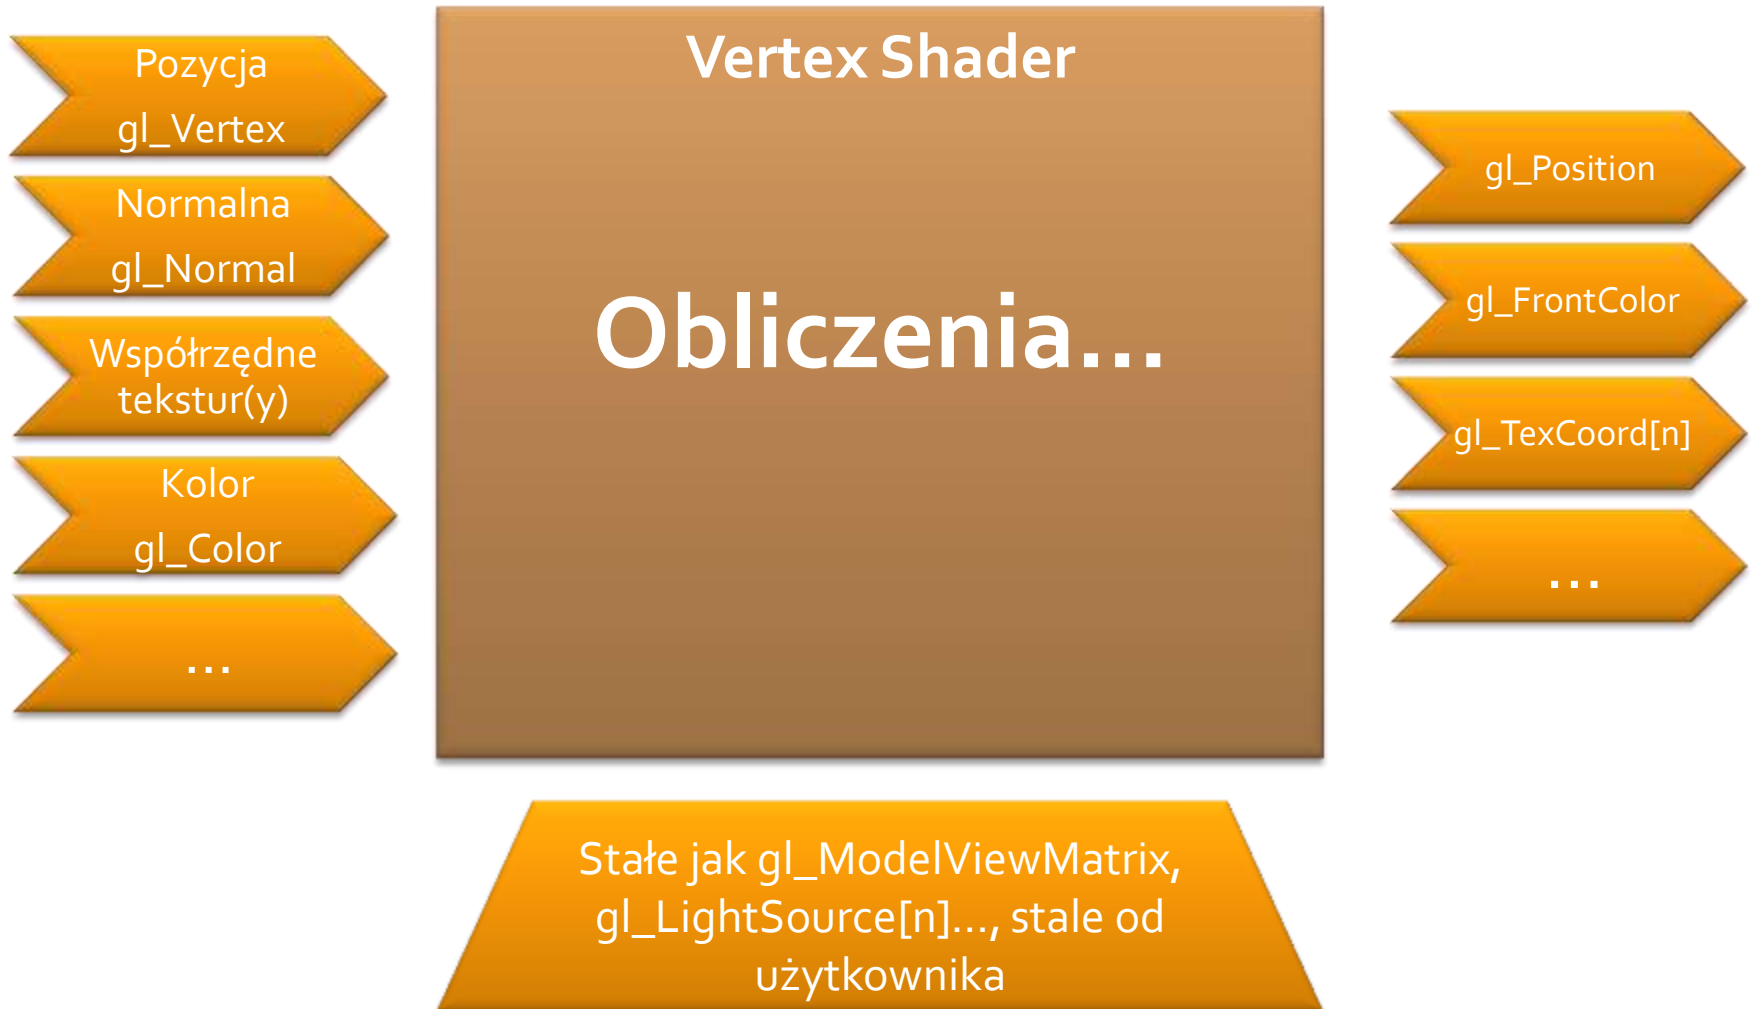 Pozycja
gl_Vertex
Normalna
gl_Normal
Współrzędne
tekstur(y)
Kolor
gl_Color
...
Vertex Shader
Obliczenia...
gl_Position
gl_FrontColor
gl_TexCoord[n]
...
Stałe jak gl_ModelViewMatrix,
gl_LightSource[n]..., stale od
użytkownika